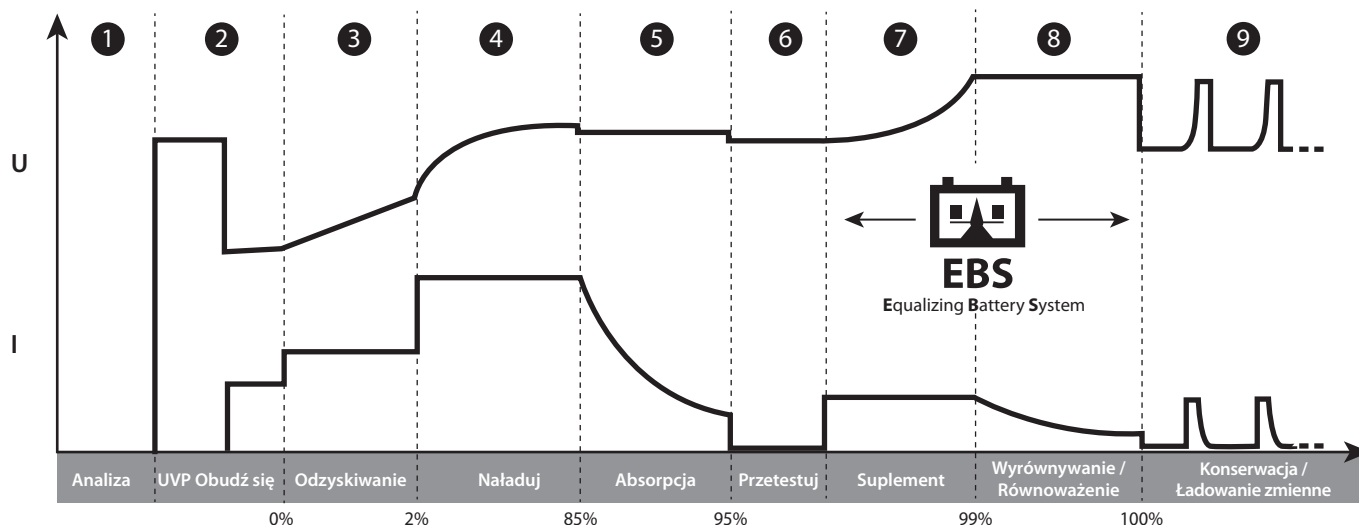 1 2 3 4 5 6 7 8 9
U
EBS
Equalizing Battery System
I
Analiza
UVP Obudź się
Odzyskiwanie
Naładuj
Absorpcja
Przetestuj
Suplement
Wyrównywanie /
Równoważenie
Konserwacja /
Ładowanie zmienne
0% 2% 85% 95% 99% 100%